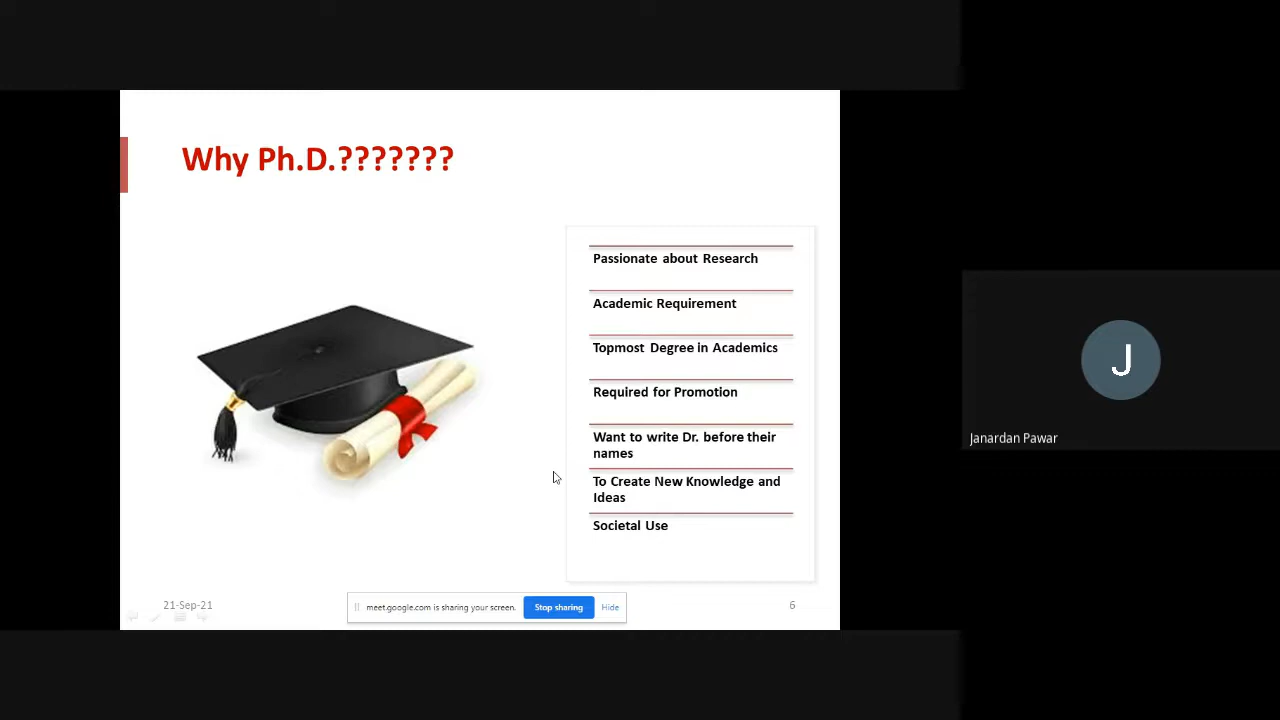 Why Ph.D.???????
Passionate about Research
Academic Requirement
Topmost Degree in Academics
Required for Promotion
Want to write Dr. before their
names
To Create New Knowledge and
Ideas
Societal Use
21-Sep-21
meet.google.com is sharing your screen.
Stop sharing
Hide
6
J
Janardan Pawar